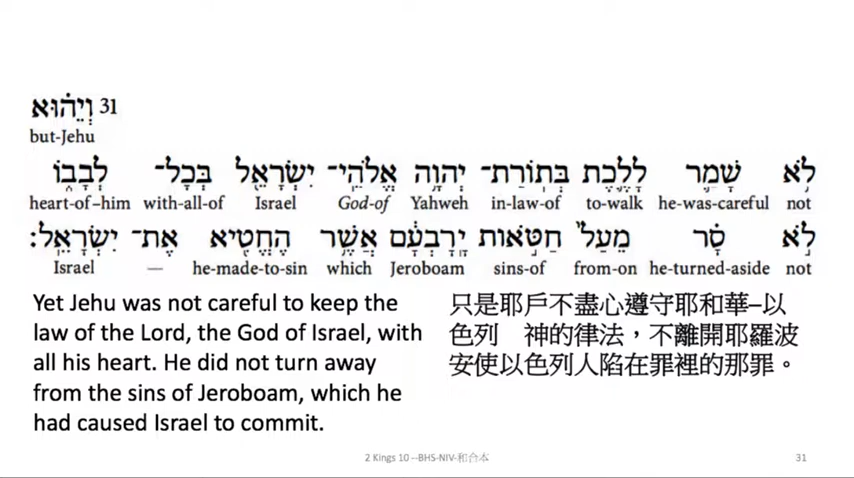 31 וְיֵה֗וּא
but-Jehu
לֹ֥א שָׁמַ֛ר לָלֶ֛כֶת בְּתֽוֹרַת־ יְהוָ֥ה אֱלֹהֵֽי־ יִשְׂרָאֵ֖ל בְּכָל־ לְבָב֑וֹ
heart-of-him with-all-of Israel God-of Yahweh in-law-of to-walk he-was-careful not
לֹ֣א סָ֗ר מֵעַל֙ חַטֹּ֣אות יָֽרָבְעָ֔ם אֲשֶׁ֥ר הֶחֱטִ֖יא אֶת־ יִשְׂרָאֵֽל׃
Israel — he-made-to-sin which Jeroboam sins-of from-on he-turned-aside not
Yet Jehu was not careful to keep the
law of the Lord, the God of Israel, with
all his heart. He did not turn away
from the sins of Jeroboam, which he
had caused Israel to commit.
只是耶戶不盡心遵守耶和華─以
色列　神的律法，不離開耶羅波
安使以色列人陷在罪裡的那罪。
2 Kings 10 --BHS-NIV-和合本
31